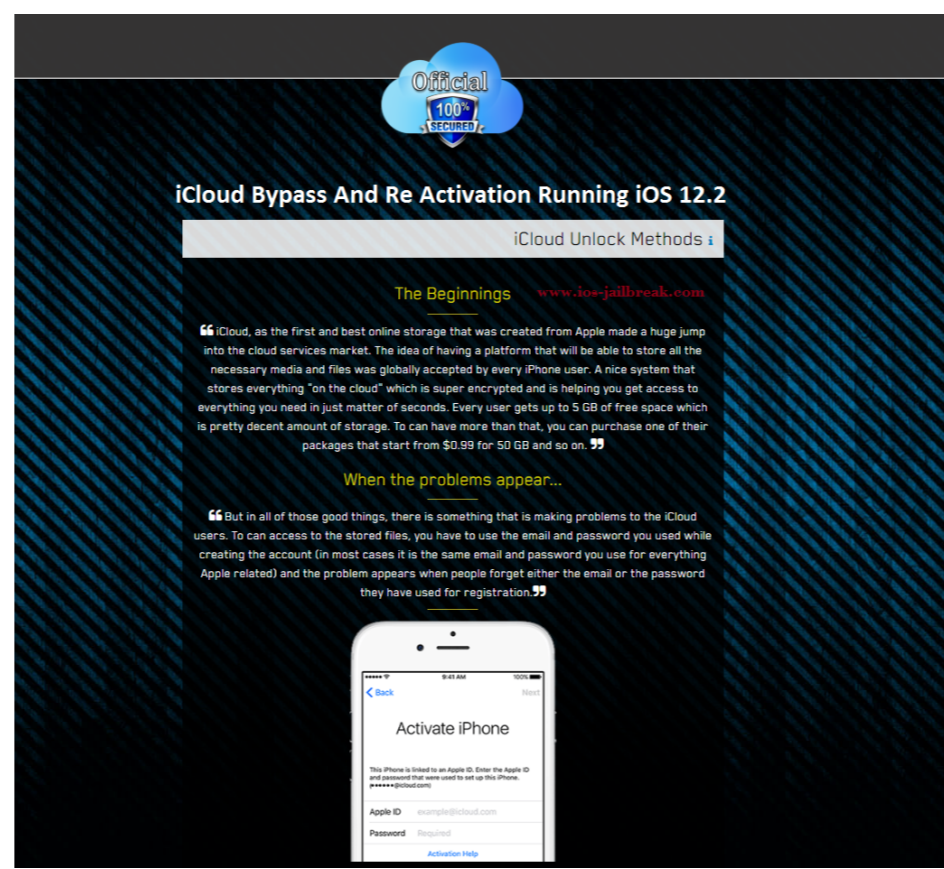 Official
100%
SECURED
iCloud Bypass And Re Activation Running iOS 12.2
iCloud Unlock Methods i
The Beginnings
www.ios-jailbreak.com
❝ iCloud, as the first and best online storage that was created from Apple made a huge jump
into the cloud services market. The idea of having a platform that will be able to store all the
necessary media and files was globally accepted by every iPhone user. A nice system that
stores everything "on the cloud" which is super encrypted and is helping you get access to
everything you need in just matter of seconds. Every user gets up to 5 GB of free space which
is pretty decent amount of storage. To can have more than that, you can purchase one of their
packages that start from $0.99 for 50 GB and so on. ❞
When the problems appear...
❝ But in all of those good things, there is something that is making problems to the iCloud
users. To can access to the stored files, you have to use the email and password you used while
creating the account (in most cases it is the same email and password you use for everything
Apple related) and the problem appears when people forget either the email or the password
they have used for registration.❞
9:41 AM
100%
Back
Next
Activate iPhone
This iPhone is linked to an Apple ID. Enter the Apple ID
and password that were used to set up this iPhone.
(••••••@icloud.com)
Apple ID example@icloud.com
Password Required
Activation Help